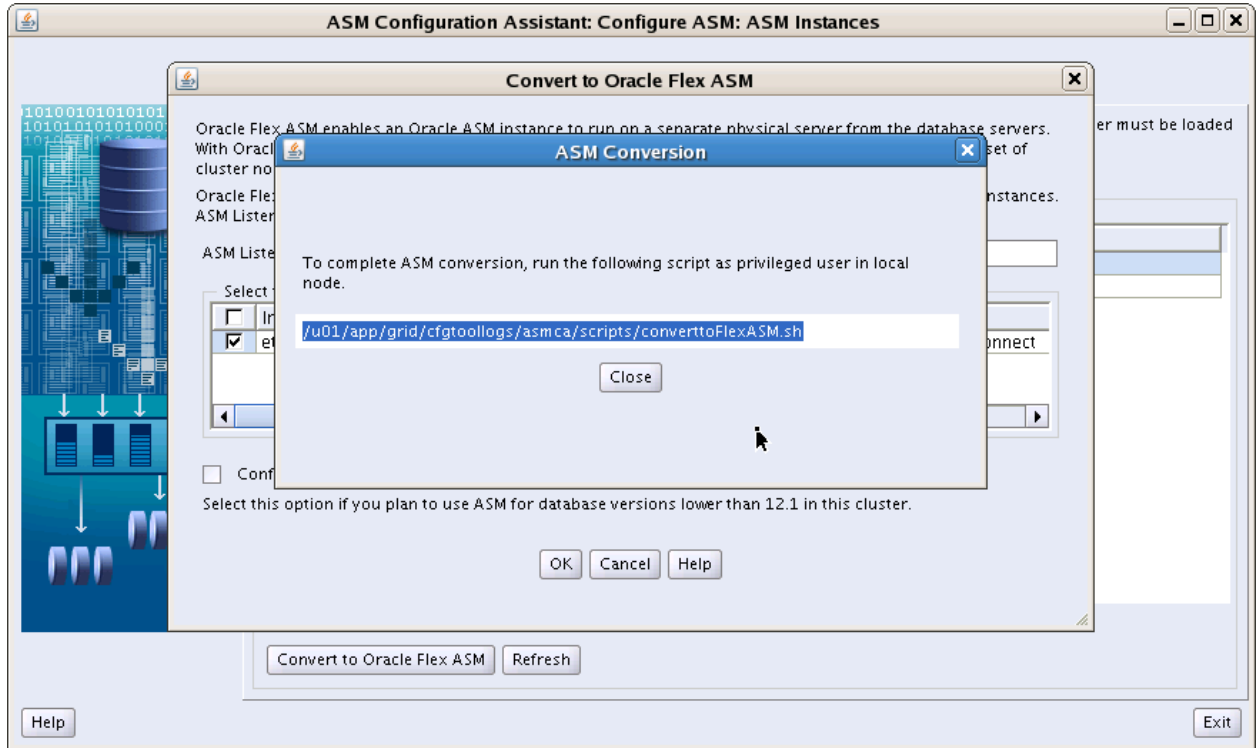 ASM Configuration Assistant: Configure ASM: ASM Instances
Convert to Oracle Flex ASM
Oracle Flex ASM enables an Oracle ASM instance to run on a separate physical server from the database servers.
er must be loaded
With Oracl
set of
cluster no
Oracle Fle
nstances.
ASM Lister
ASM Liste
Select
In
et
onnect
ASM Conversion
To complete ASM conversion, run the following script as privileged user in local
node.
/u01/app/grid/cfgtoollogs/asmca/scripts/converttoFlexASM.sh
Close
Conf
Select this option if you plan to use ASM for database versions lower than 12.1 in this cluster.
OK Cancel Help
Convert to Oracle Flex ASM Refresh
Help Exit